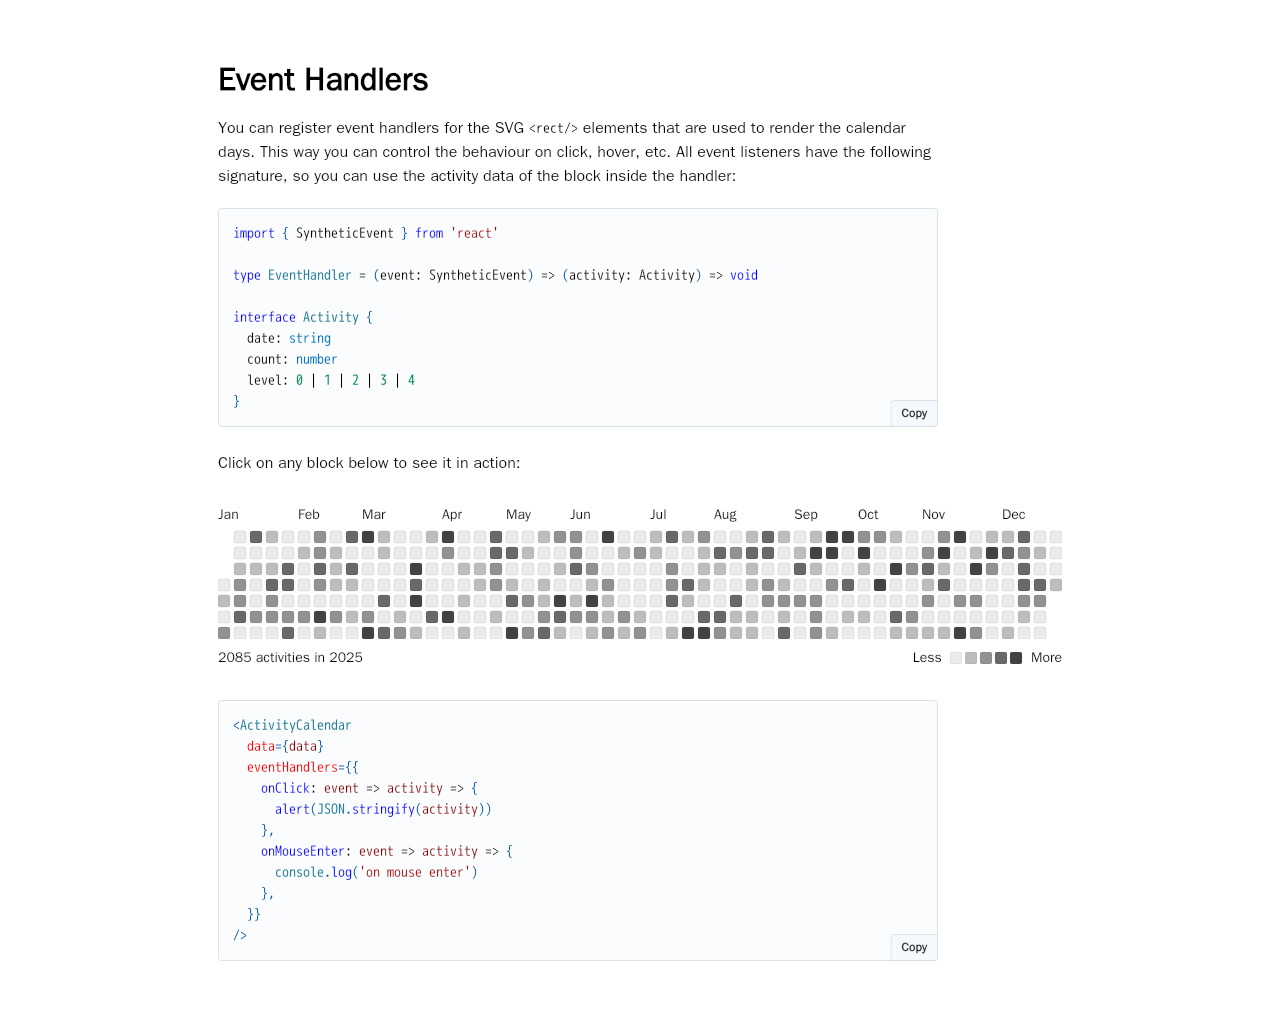 Event Handlers
You can register event handlers for the SVG <rect/> elements that are used to render the calendar
days. This way you can control the behaviour on click, hover, etc. All event listeners have the following
signature, so you can use the activity data of the block inside the handler:
import { SyntheticEvent } from 'react'
type EventHandler = (event: SyntheticEvent) => (activity: Activity) => void
interface Activity {
  date: string
  count: number
  level: 0 | 1 | 2 | 3 | 4
}
Copy
Click on any block below to see it in action:
Jan Feb Mar Apr May Jun Jul Aug Sep Oct Nov Dec
2085 activities in 2025 Less More
<ActivityCalendar
  data={data}
  eventHandlers={{
    onClick: event => activity => {
      alert(JSON.stringify(activity))
    },
    onMouseEnter: event => activity => {
      console.log('on mouse enter')
    },
  }}
/>
Copy